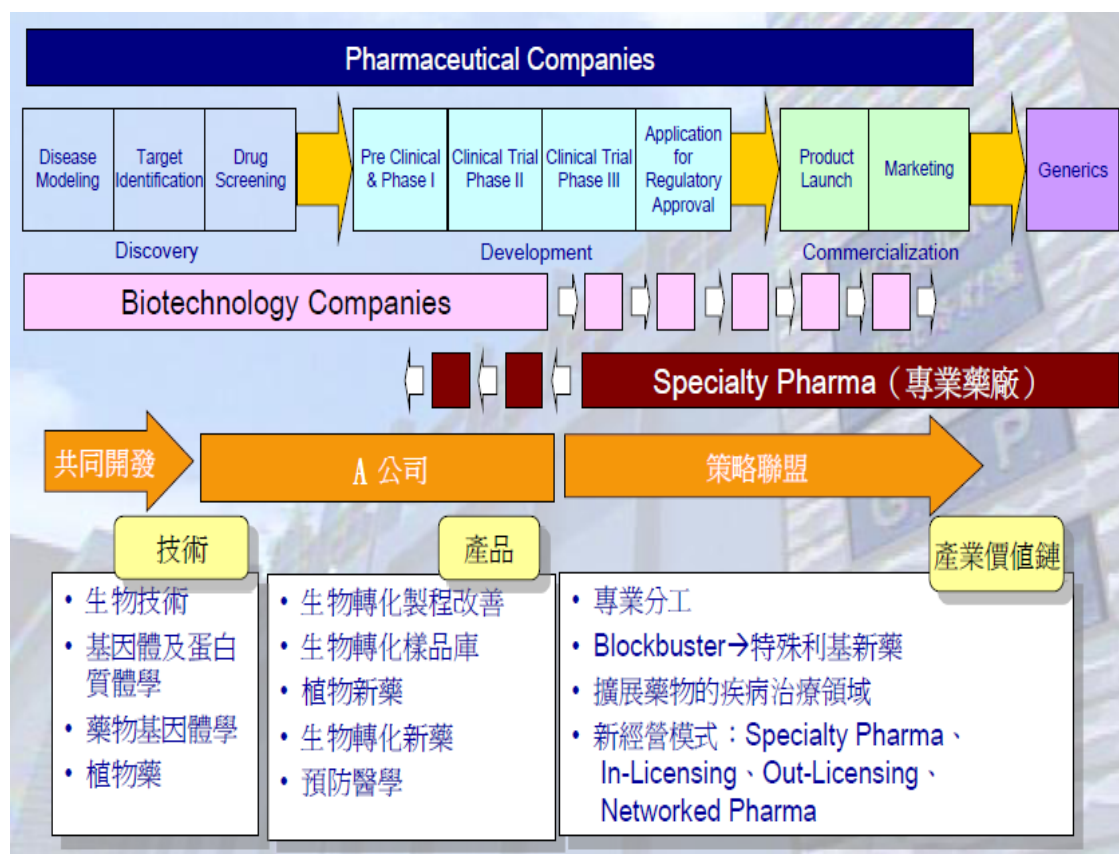 Pharmaceutical Companies
Disease
Modeling
Target
Identification
Drug
Screening
Pre Clinical
& Phase I
Clinical Trial
Phase II
Clinical Trial
Phase III
Application
for
Regulatory
Approval
Product
Launch
Marketing
Generics
Discovery
Development
Commercialization
Biotechnology Companies
Specialty Pharma（專業藥廠）
共同開發
A 公司
策略聯盟
技術
• 生物技術
• 基因體及蛋白
質體學
• 藥物基因體學
• 植物藥
產品
• 生物轉化製程改善
• 生物轉化樣品庫
• 植物新藥
• 生物轉化新藥
• 預防醫學
產業價值鏈
• 專業分工
• Blockbuster→特殊利基新藥
• 擴展藥物的疾病治療領域
• 新經營模式：Specialty Pharma、
In-Licensing、Out-Licensing、
Networked Pharma